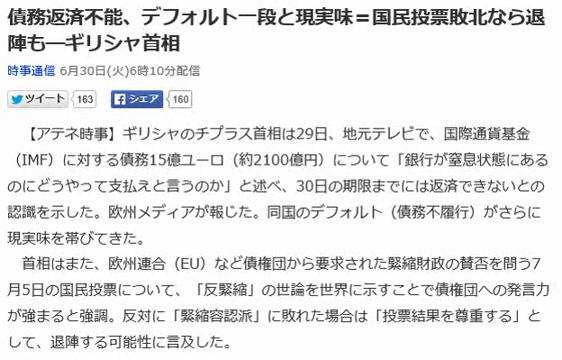 債務返済不能、デフォルト一段と現実味＝国民投票敗北なら退
陣も―ギリシャ首相
時事通信 6月30日(火)6時10分配信
ツイート 163 シェア 160
【アテネ時事】ギリシャのチプラス首相は29日、地元テレビで、国際通貨基金
（IMF）に対する債務15億ユーロ（約2100億円）について「銀行が窒息状態にある
のにどうやって支払えと言うのか」と述べ、30日の期限までには返済できないとの
認識を示した。欧州メディアが報じた。同国のデフォルト（債務不履行）がさらに
現実味を帯びてきた。
首相はまた、欧州連合（EU）など債権団から要求された緊縮財政の賛否を問う7
月5日の国民投票について、「反緊縮」の世論を世界に示すことで債権団への発言力
が強まると強調。反対に「緊縮容認派」に敗れた場合は「投票結果を尊重する」と
して、退陣する可能性に言及した。